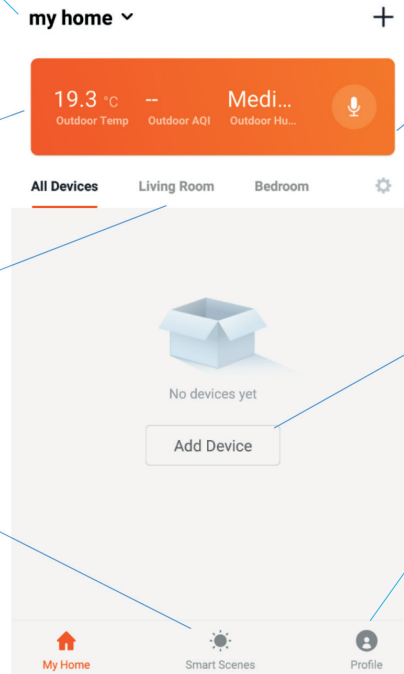 my home
19.3 °C -- Medi...
Outdoor Temp Outdoor AQI Outdoor Hu...
All Devices Living Room Bedroom
No devices yet
Add Device
My Home Smart Scenes Profile